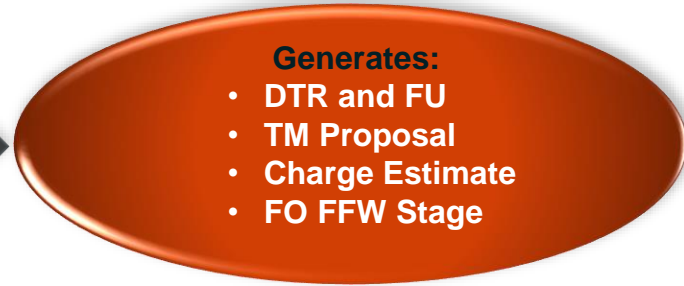 Generates:
• DTR and FU
• TM Proposal
• Charge Estimate
• FO FFW Stage